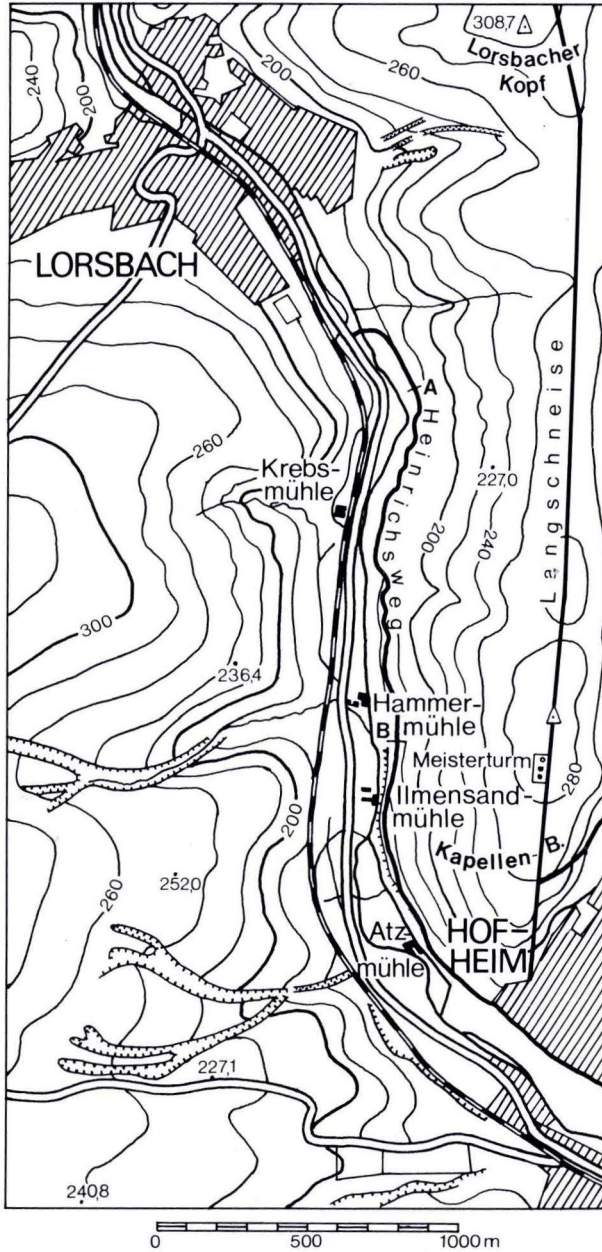 308,7
Lorsbacher
Kopf
240
200
200
260
LORSBACH
A
Heinrichsweg
Langschneise
260
Krebs-
mühle
227,0
200
240
300
236,4
Hammer-
mühle
B
Meisterturm
280
Ilmensand-
mühle
200
Kapellen-B.
260
252,0
Atz-
mühle
HOF-
HEIM
227,1
240,8
0 500 1000 m